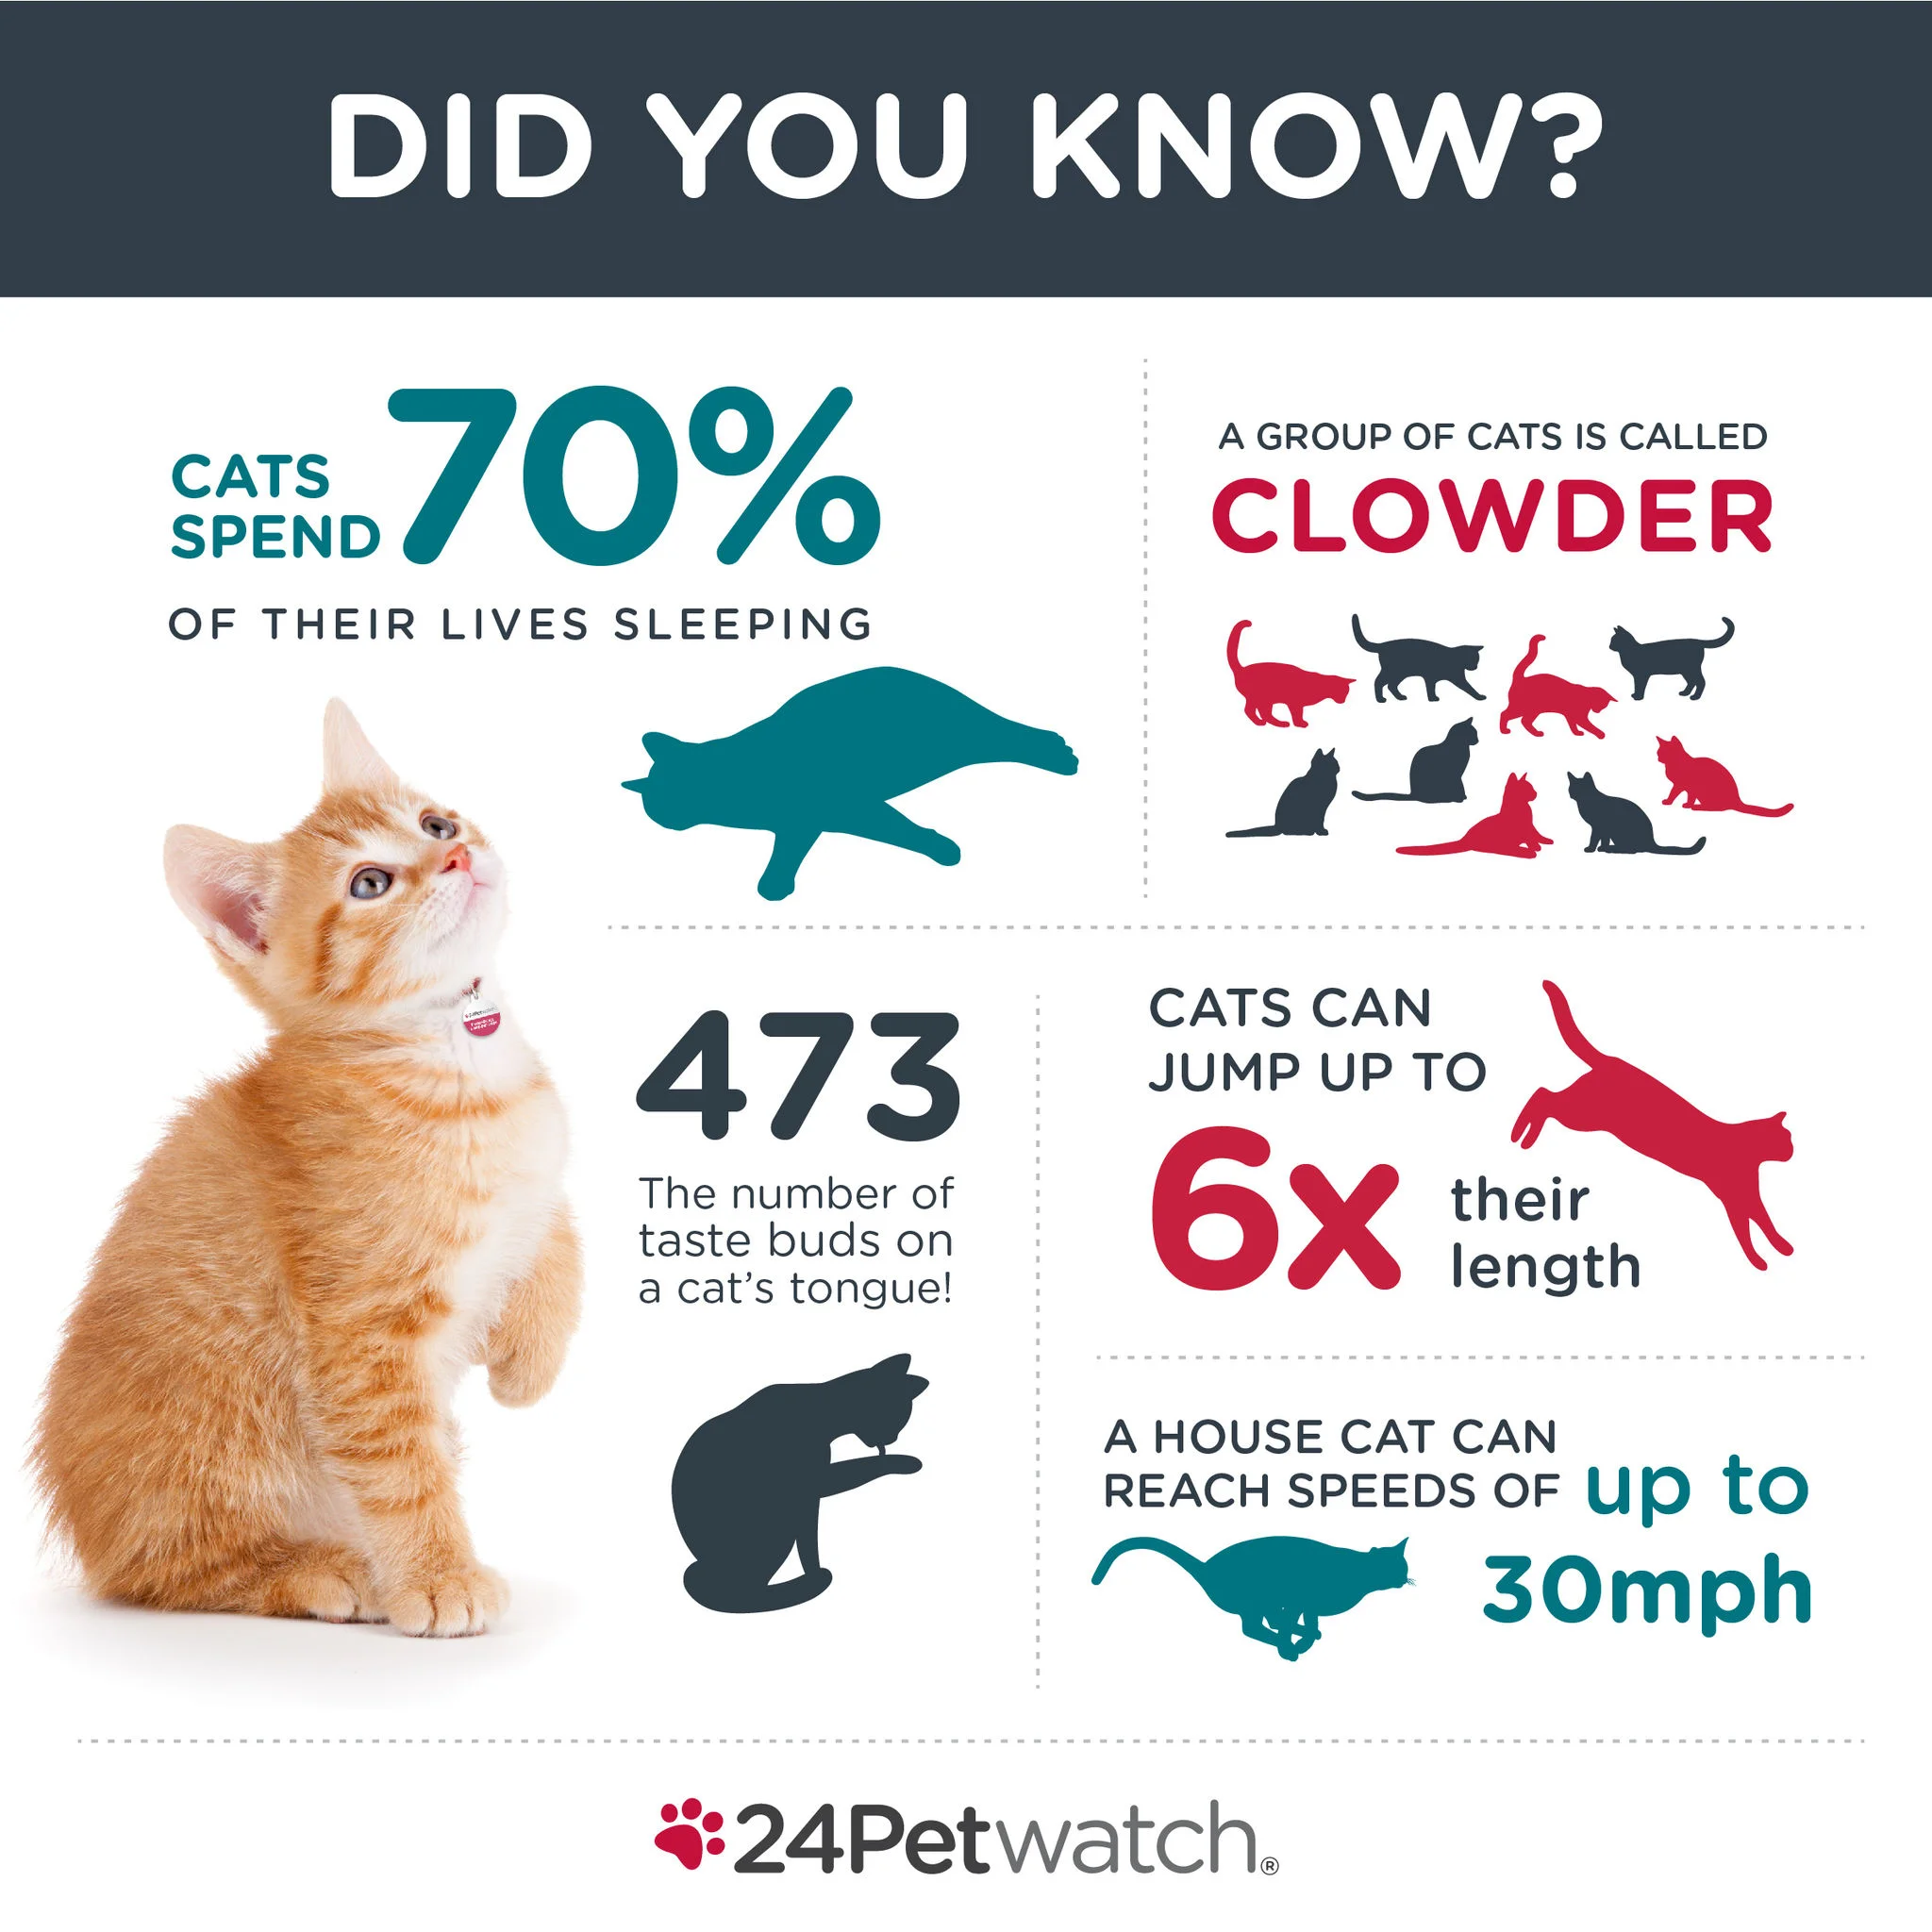 DID YOU KNOW?
CATS
SPEND
70%
OF THEIR LIVES SLEEPING
A GROUP OF CATS IS CALLED
CLOWDER
473
The number of
taste buds on
a cat's tongue!
CATS CAN
JUMP UP TO
6x
their
length
A HOUSE CAT CAN
REACH SPEEDS OF
up to
30mph
24Petwatch®